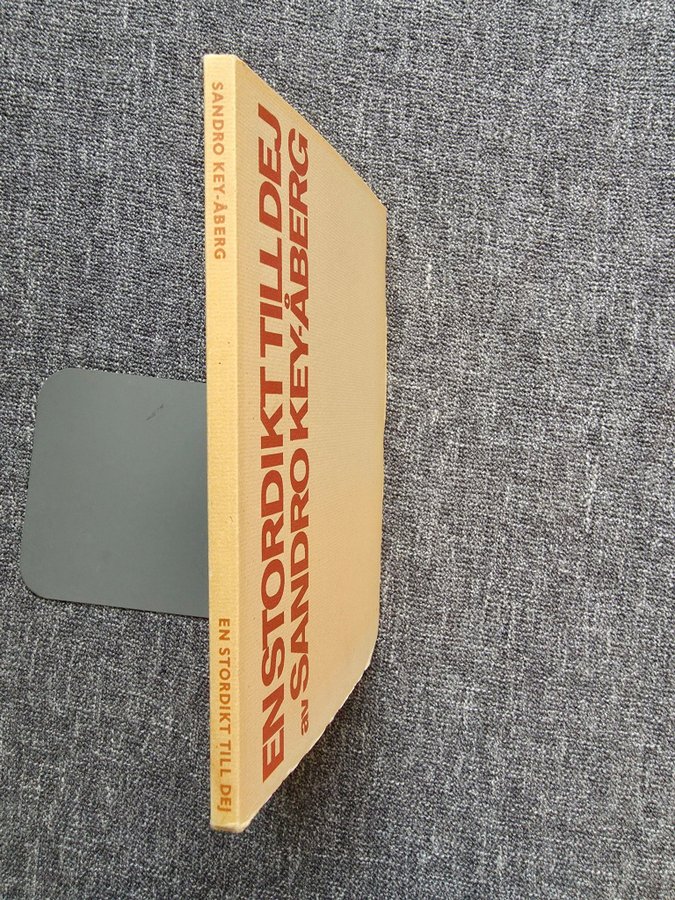 SANDRO KEY-ÅBERG
EN STORDIKT TILL DEJ
EN STORDIKT TILL DEJ
av SANDRO KEY-ÅBERG